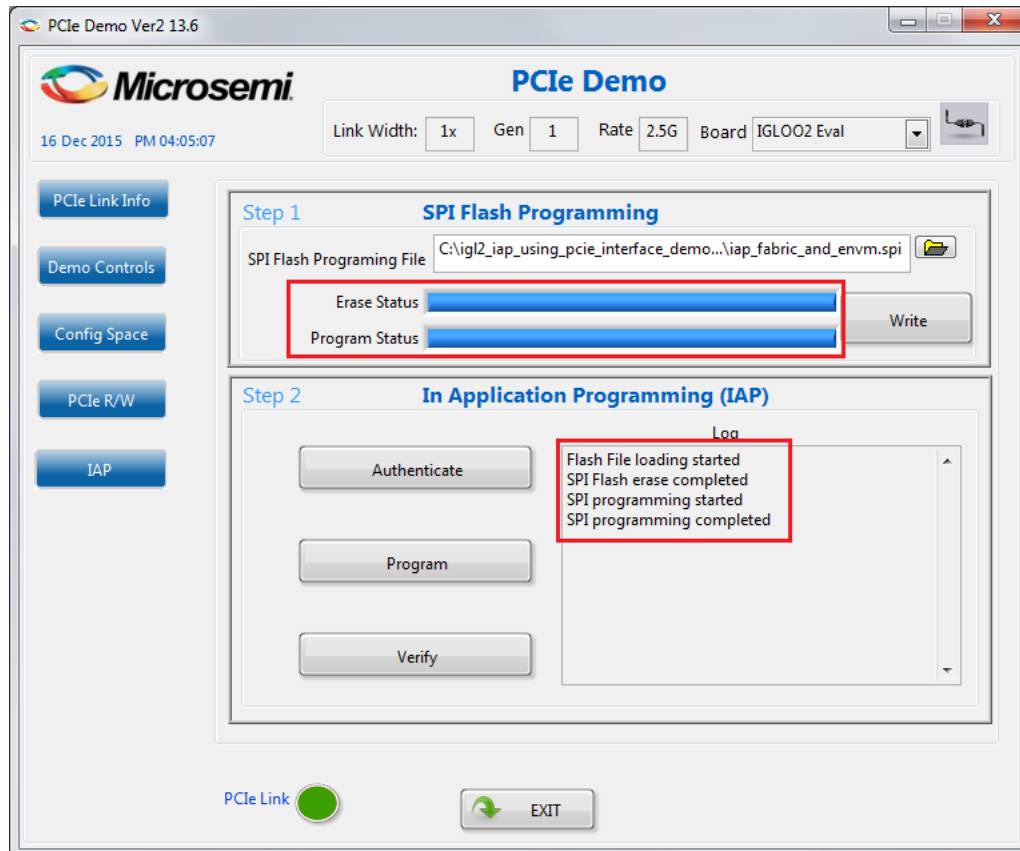 PCIe Demo Ver2 13.6
Microsemi.
PCIe Demo
16 Dec 2015 PM 04:05:07
Link Width: 1x Gen 1 Rate 2.5G Board IGLOO2 Eval
PCIe Link Info
Demo Controls
Config Space
PCIe R/W
IAP
Step 1 SPI Flash Programming
SPI Flash Programing File C:\igl2_iap_using_pcie_interface_demo...\iap_fabric_and_envm.spi
Erase Status
Program Status
Write
Step 2 In Application Programming (IAP)
Log
Authenticate
Program
Verify
Flash File loading started
SPI Flash erase completed
SPI programming started
SPI programming completed
PCIe Link
EXIT